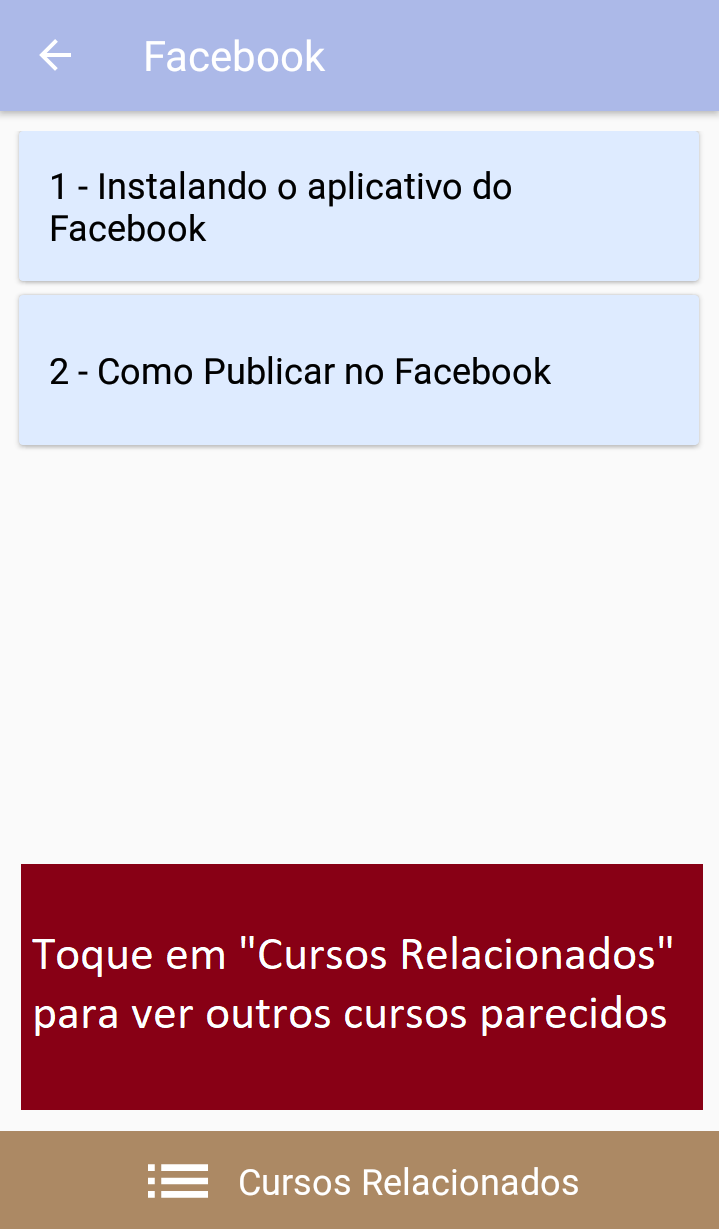 Facebook
1 - Instalando o aplicativo do
Facebook
2 - Como Publicar no Facebook
Toque em "Cursos Relacionados"
para ver outros cursos parecidos
Cursos Relacionados